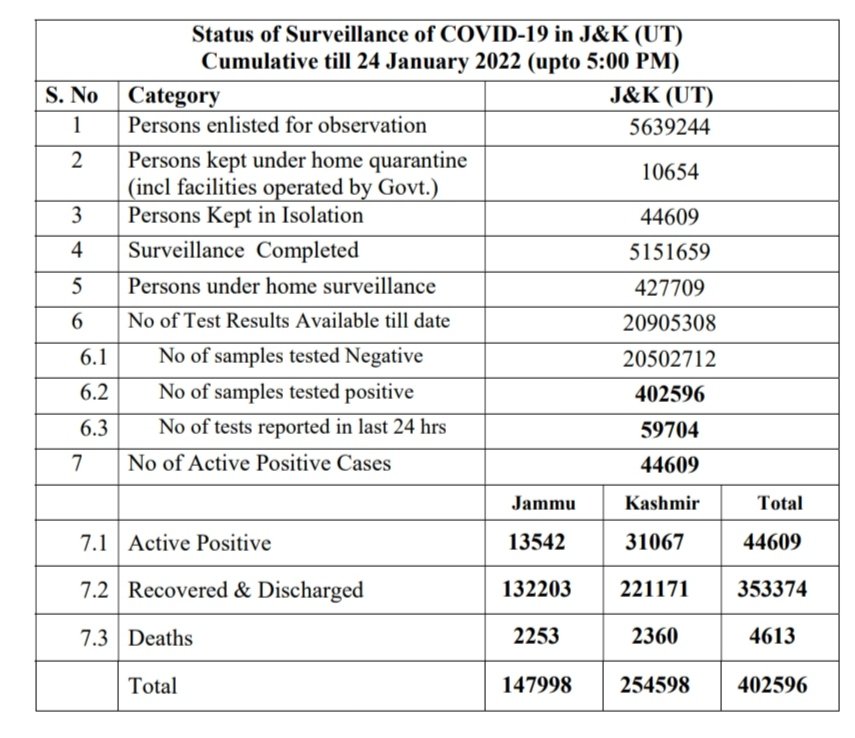 Status of Surveillance of COVID-19 in J&K (UT)
Cumulative till 24 January 2022 (upto 5:00 PM)
S. No Category J&K (UT)
1 Persons enlisted for observation 5639244
2 Persons kept under home quarantine
(incl facilities operated by Govt.) 10654
3 Persons Kept in Isolation 44609
4 Surveillance Completed 5151659
5 Persons under home surveillance 427709
6 No of Test Results Available till date 20905308
6.1 No of samples tested Negative 20502712
6.2 No of samples tested positive 402596
6.3 No of tests reported in last 24 hrs 59704
7 No of Active Positive Cases 44609
Jammu Kashmir Total
7.1 Active Positive 13542 31067 44609
7.2 Recovered & Discharged 132203 221171 353374
7.3 Deaths 2253 2360 4613
Total 147998 254598 402596